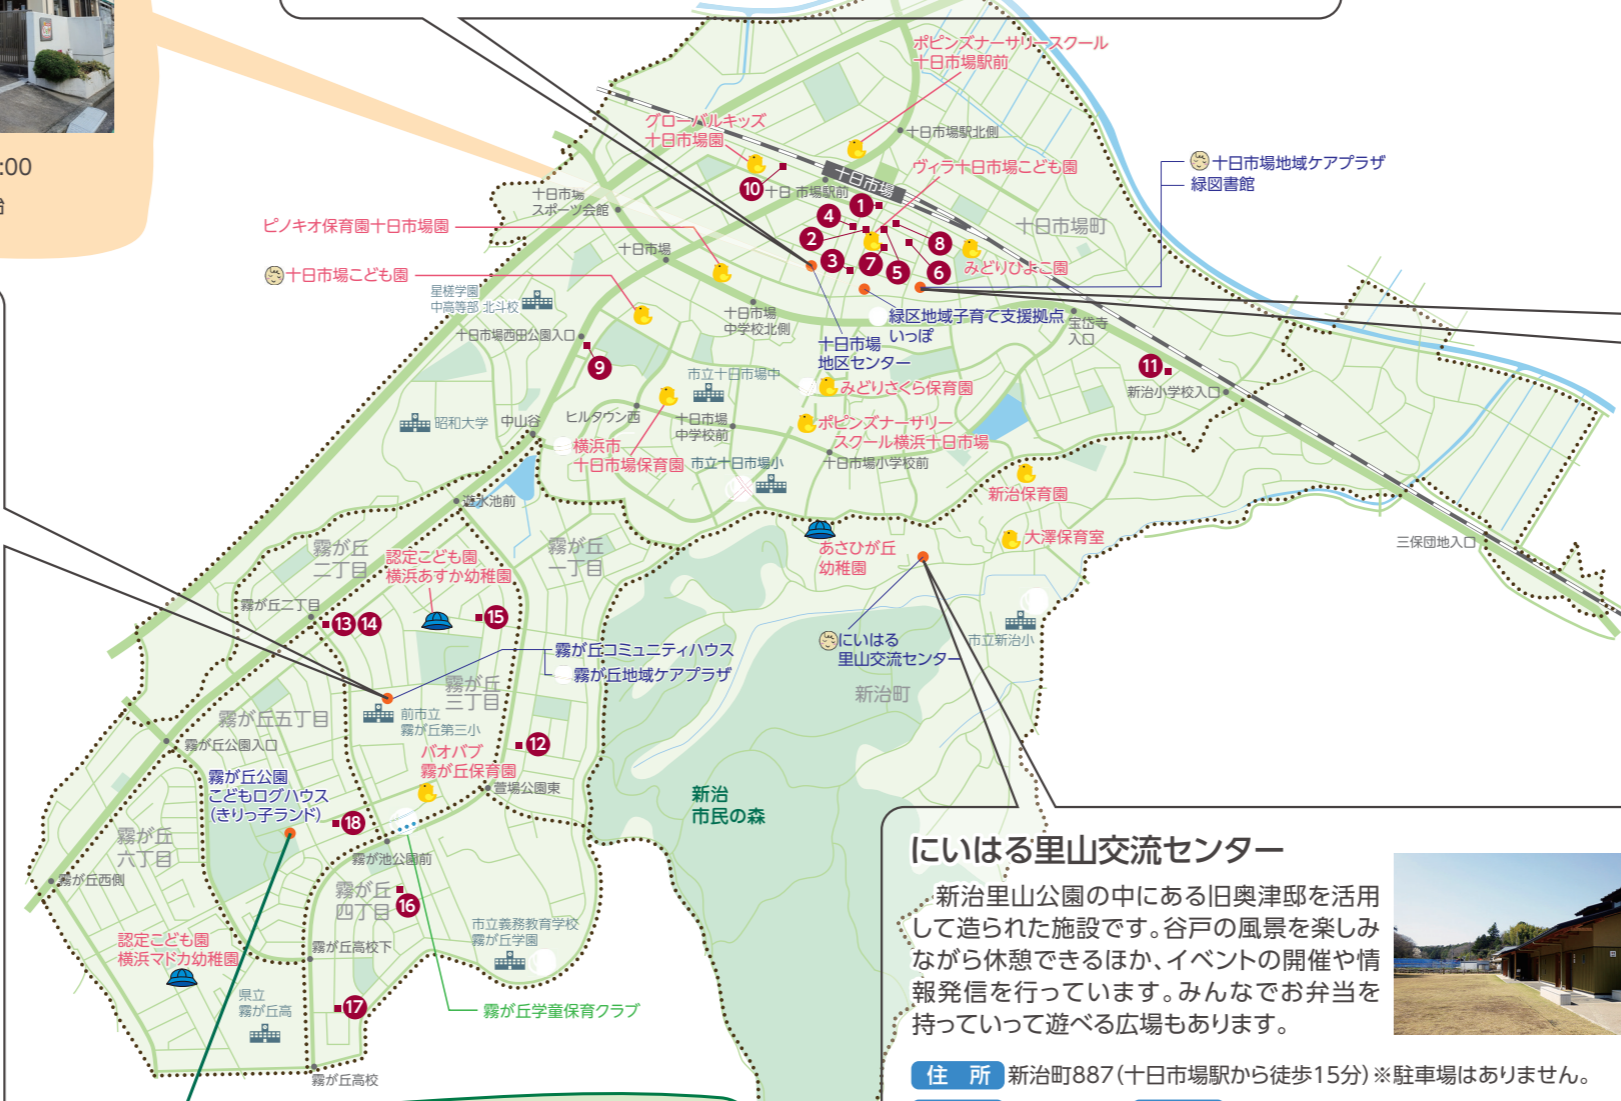 :00
ポピンズナーサリースクール
十日市場駅前
グローバルキッズ
十日市場園
十日市場駅北側
ヴィラ十日市場こども園
十日市場地域ケアプラザ
緑図書館
十日市場
10
十日市場駅前
十日市場
スポーツ会館
1
4
2
8
十日市場町
ピノキオ保育園十日市場園
十日市場
3
7
5
6
みどりひよこ園
十日市場こども園
星槎学園
中高等部 北斗校
十日市場
中学校北側
緑区地域子育て支援拠点
いっぽ
宝袋寺
入口
十日市場西田公園入口
十日市場
地区センター
9
11
新治小学校入口
市立十日市場中
みどりさくら保育園
昭和大学
中山谷
ヒルタウン西
十日市場
中学校前
ポピンズナーサリー
スクール横浜十日市場
横浜市
十日市場保育園
市立十日市場小
十日市場小学校前
新治保育園
遊水池前
大澤保育室
三保団地入口
霧が丘
二丁目
認定こども園
横浜あすか幼稚園
霧が丘
一丁目
あさひが丘
幼稚園
霧が丘二丁目
13
14
15
市立新治小
霧が丘コミュニティハウス
霧が丘地域ケアプラザ
にいはる
里山交流センター
霧が丘
三丁目
新治町
霧が丘五丁目
前市立
霧が丘第三小
12
霧が丘公園入口
バオバブ
霧が丘保育園
霧が丘公園
こどもログハウス
(きりっ子ランド)
萱場公園東
新治
市民の森
18
霧が丘
六丁目
霧が池公園前
霧が丘西側
霧が丘
四丁目
16
市立義務教育学校
霧が丘学園
認定こども園
横浜マドカ幼稚園
霧が丘高校下
県立
霧が丘高
17
霧が丘学童保育クラブ
霧が丘高校
にいはる里山交流センター
新治里山公園の中にある旧奥津邸を活用
して造られた施設です。谷戸の風景を楽しみ
ながら休憩できるほか、イベントの開催や情
報発信を行っています。みんなでお弁当を
持っていって遊べる広場もあります。
住　所 新治町887(十日市場駅から徒歩15分)※駐車場はありません。